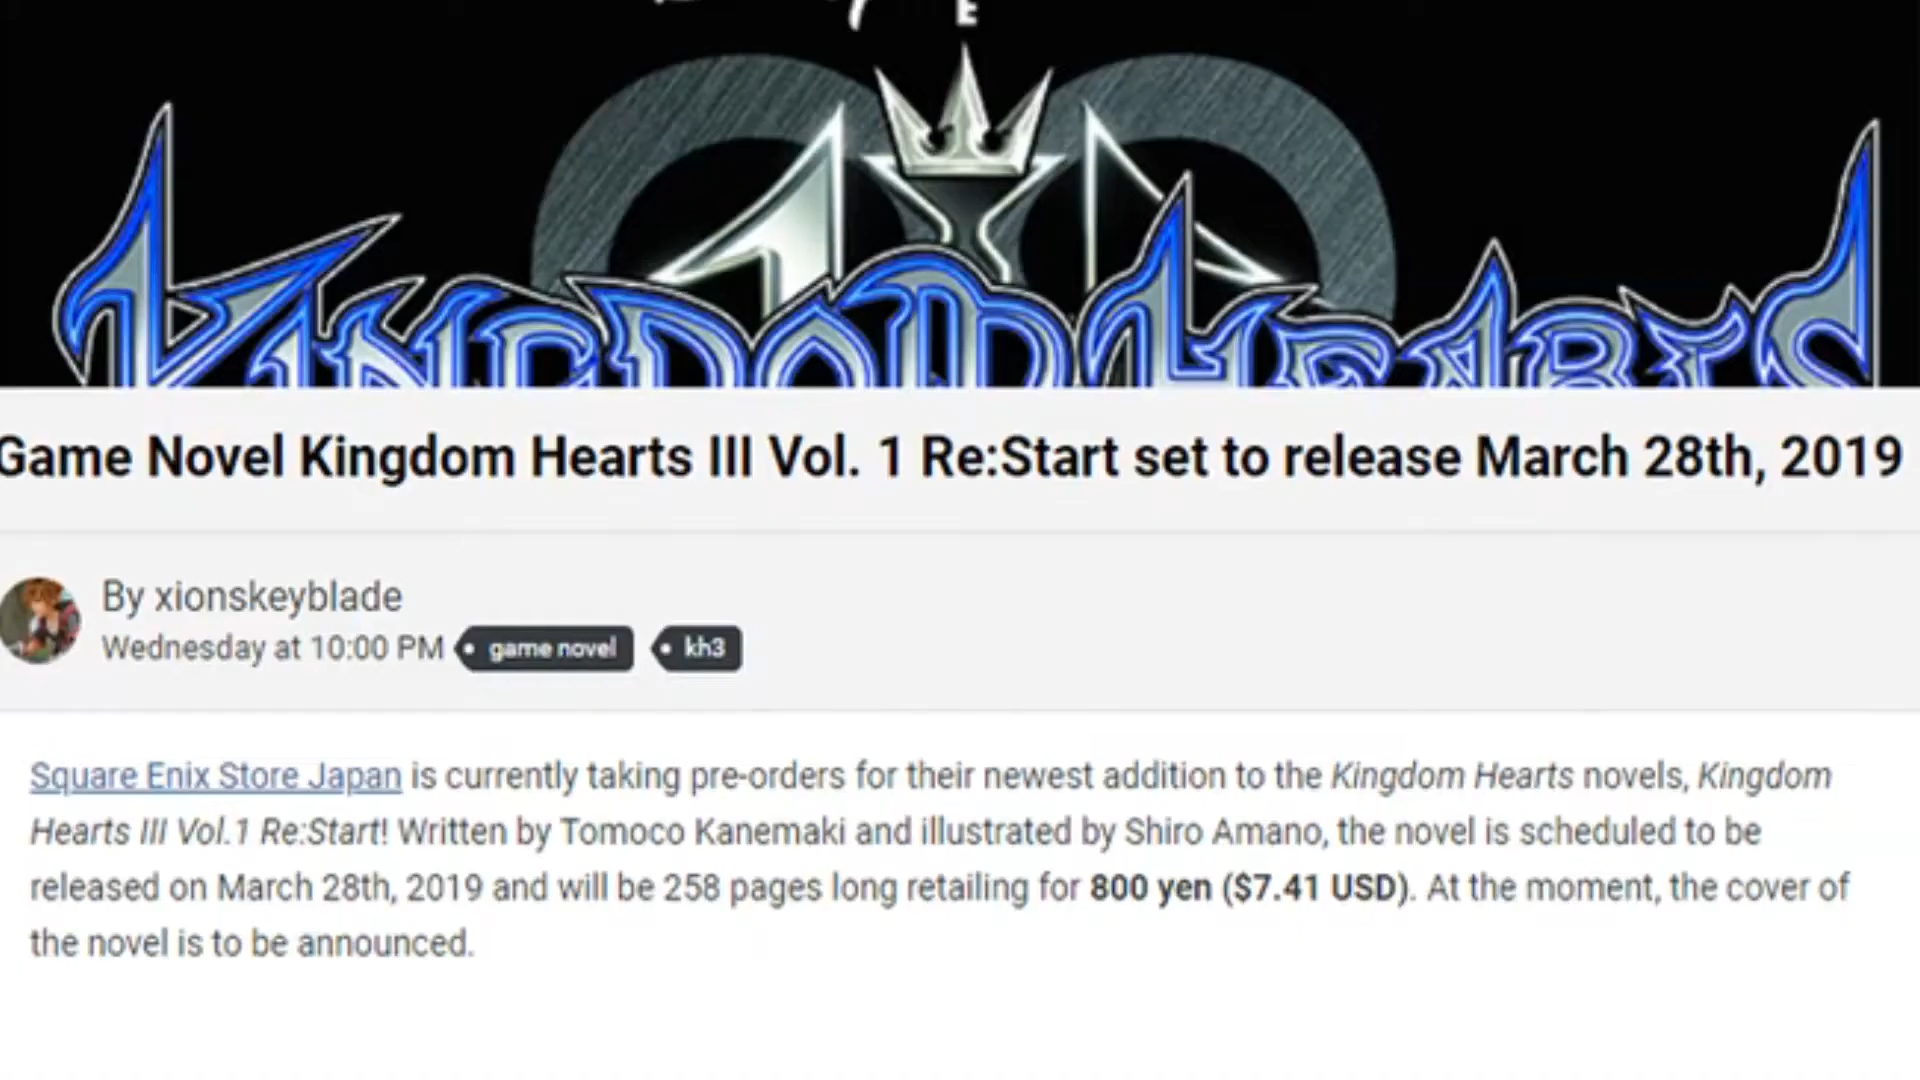 KINGDOM HEARTS
Game Novel Kingdom Hearts III Vol. 1 Re:Start set to release March 28th, 2019
By xionskeyblade
Wednesday at 10:00 PM game novel kh3
Square Enix Store Japan is currently taking pre-orders for their newest addition to the Kingdom Hearts novels, Kingdom
Hearts III Vol.1 Re:Start! Written by Tomoco Kanemaki and illustrated by Shiro Amano, the novel is scheduled to be
released on March 28th, 2019 and will be 258 pages long retailing for 800 yen ($7.41 USD). At the moment, the cover of
the novel is to be announced.